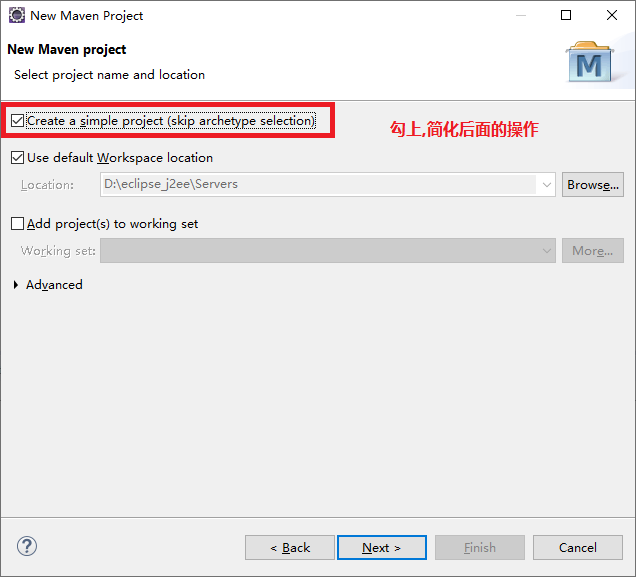 New Maven Project
New Maven project
Select project name and location
M
Create a simple project (skip archetype selection)
勾上,简化后面的操作
Use default Workspace location
Location:
D:\eclipse_j2ee\Servers
Browse...
Add project(s) to working set
Working set:
More...
Advanced
?
< Back
Next >
Finish
Cancel